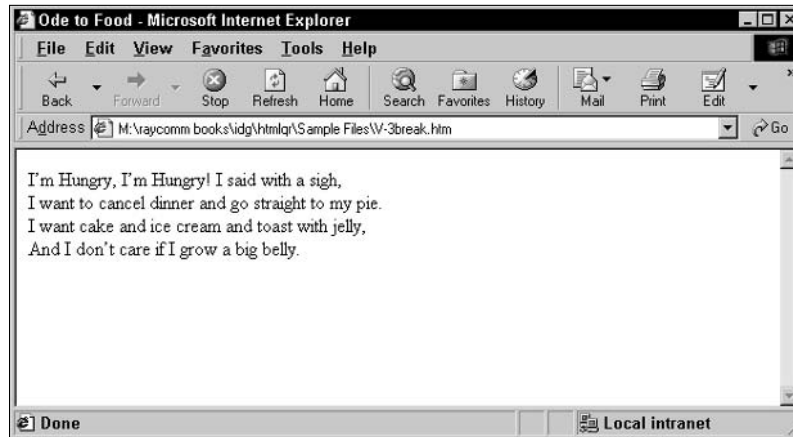 Ode to Food - Microsoft Internet Explorer
File Edit View Favorites Tools Help
Back Forward Stop Refresh Home Search Favorites History Mail Print Edit »
Address M:\raycomm books\idg\htmlqr\Sample Files\V-3break.htm Go
I'm Hungry, I'm Hungry! I said with a sigh,
I want to cancel dinner and go straight to my pie.
I want cake and ice cream and toast with jelly,
And I don't care if I grow a big belly.
Done Local intranet